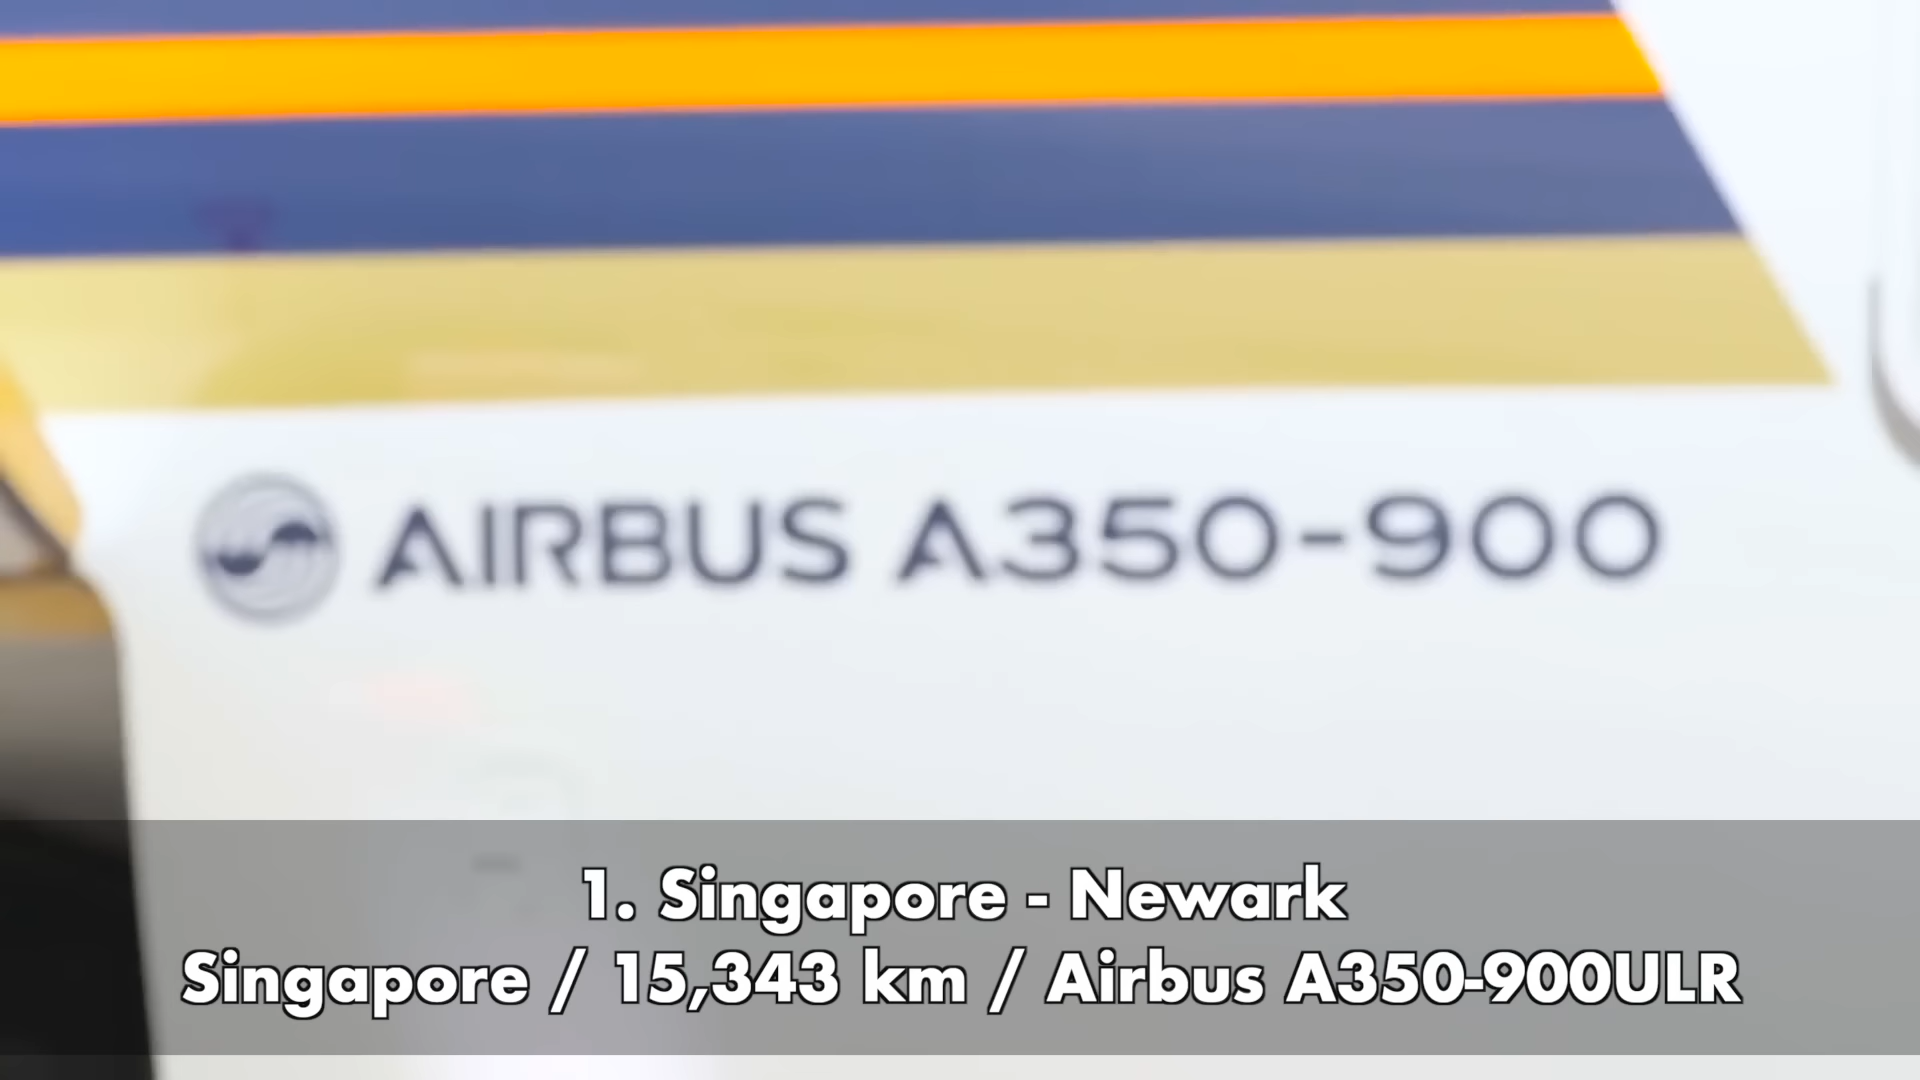 AIRBUS A350-900
1. Singapore - Newark
Singapore / 15,343 km / Airbus A350-900ULR